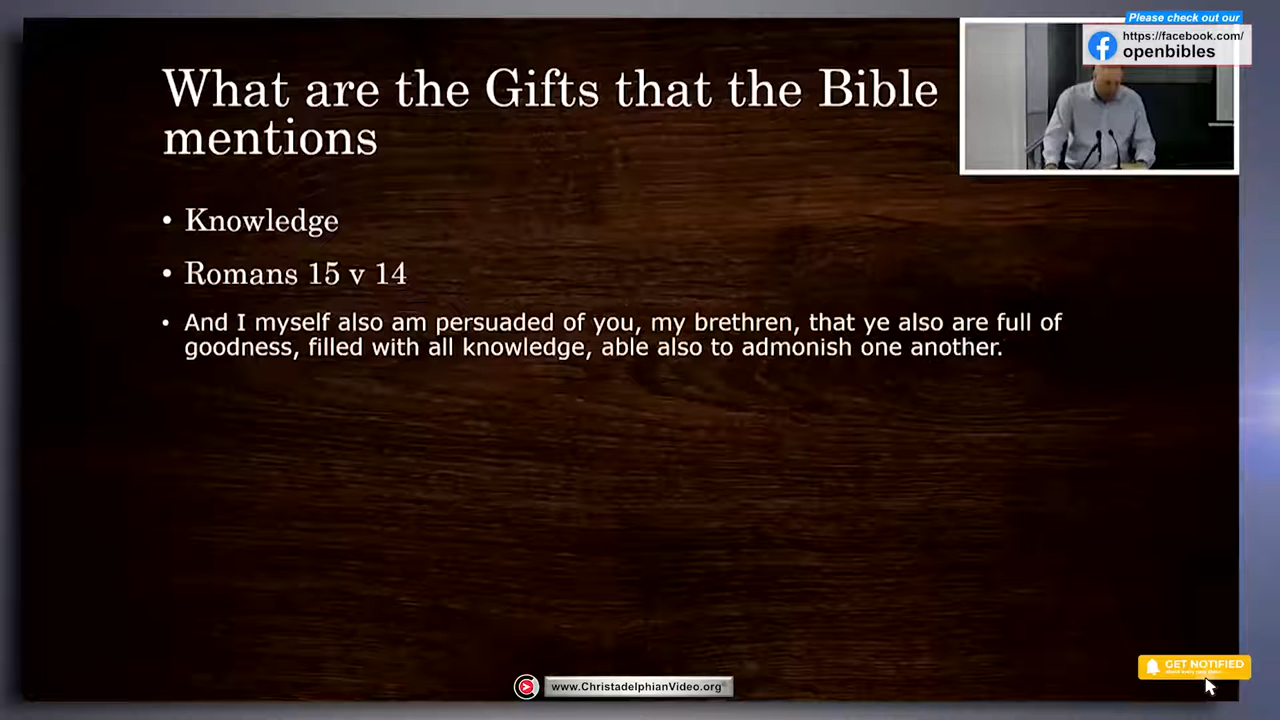 Please check out our
https://facebook.com/
openbibles
What are the Gifts that the Bible
mentions
• Knowledge
• Romans 15 v 14
• And I myself also am persuaded of you, my brethren, that ye also are full of
goodness, filled with all knowledge, able also to admonish one another.
GET NOTIFIED
www.ChristadelphianVideo.org